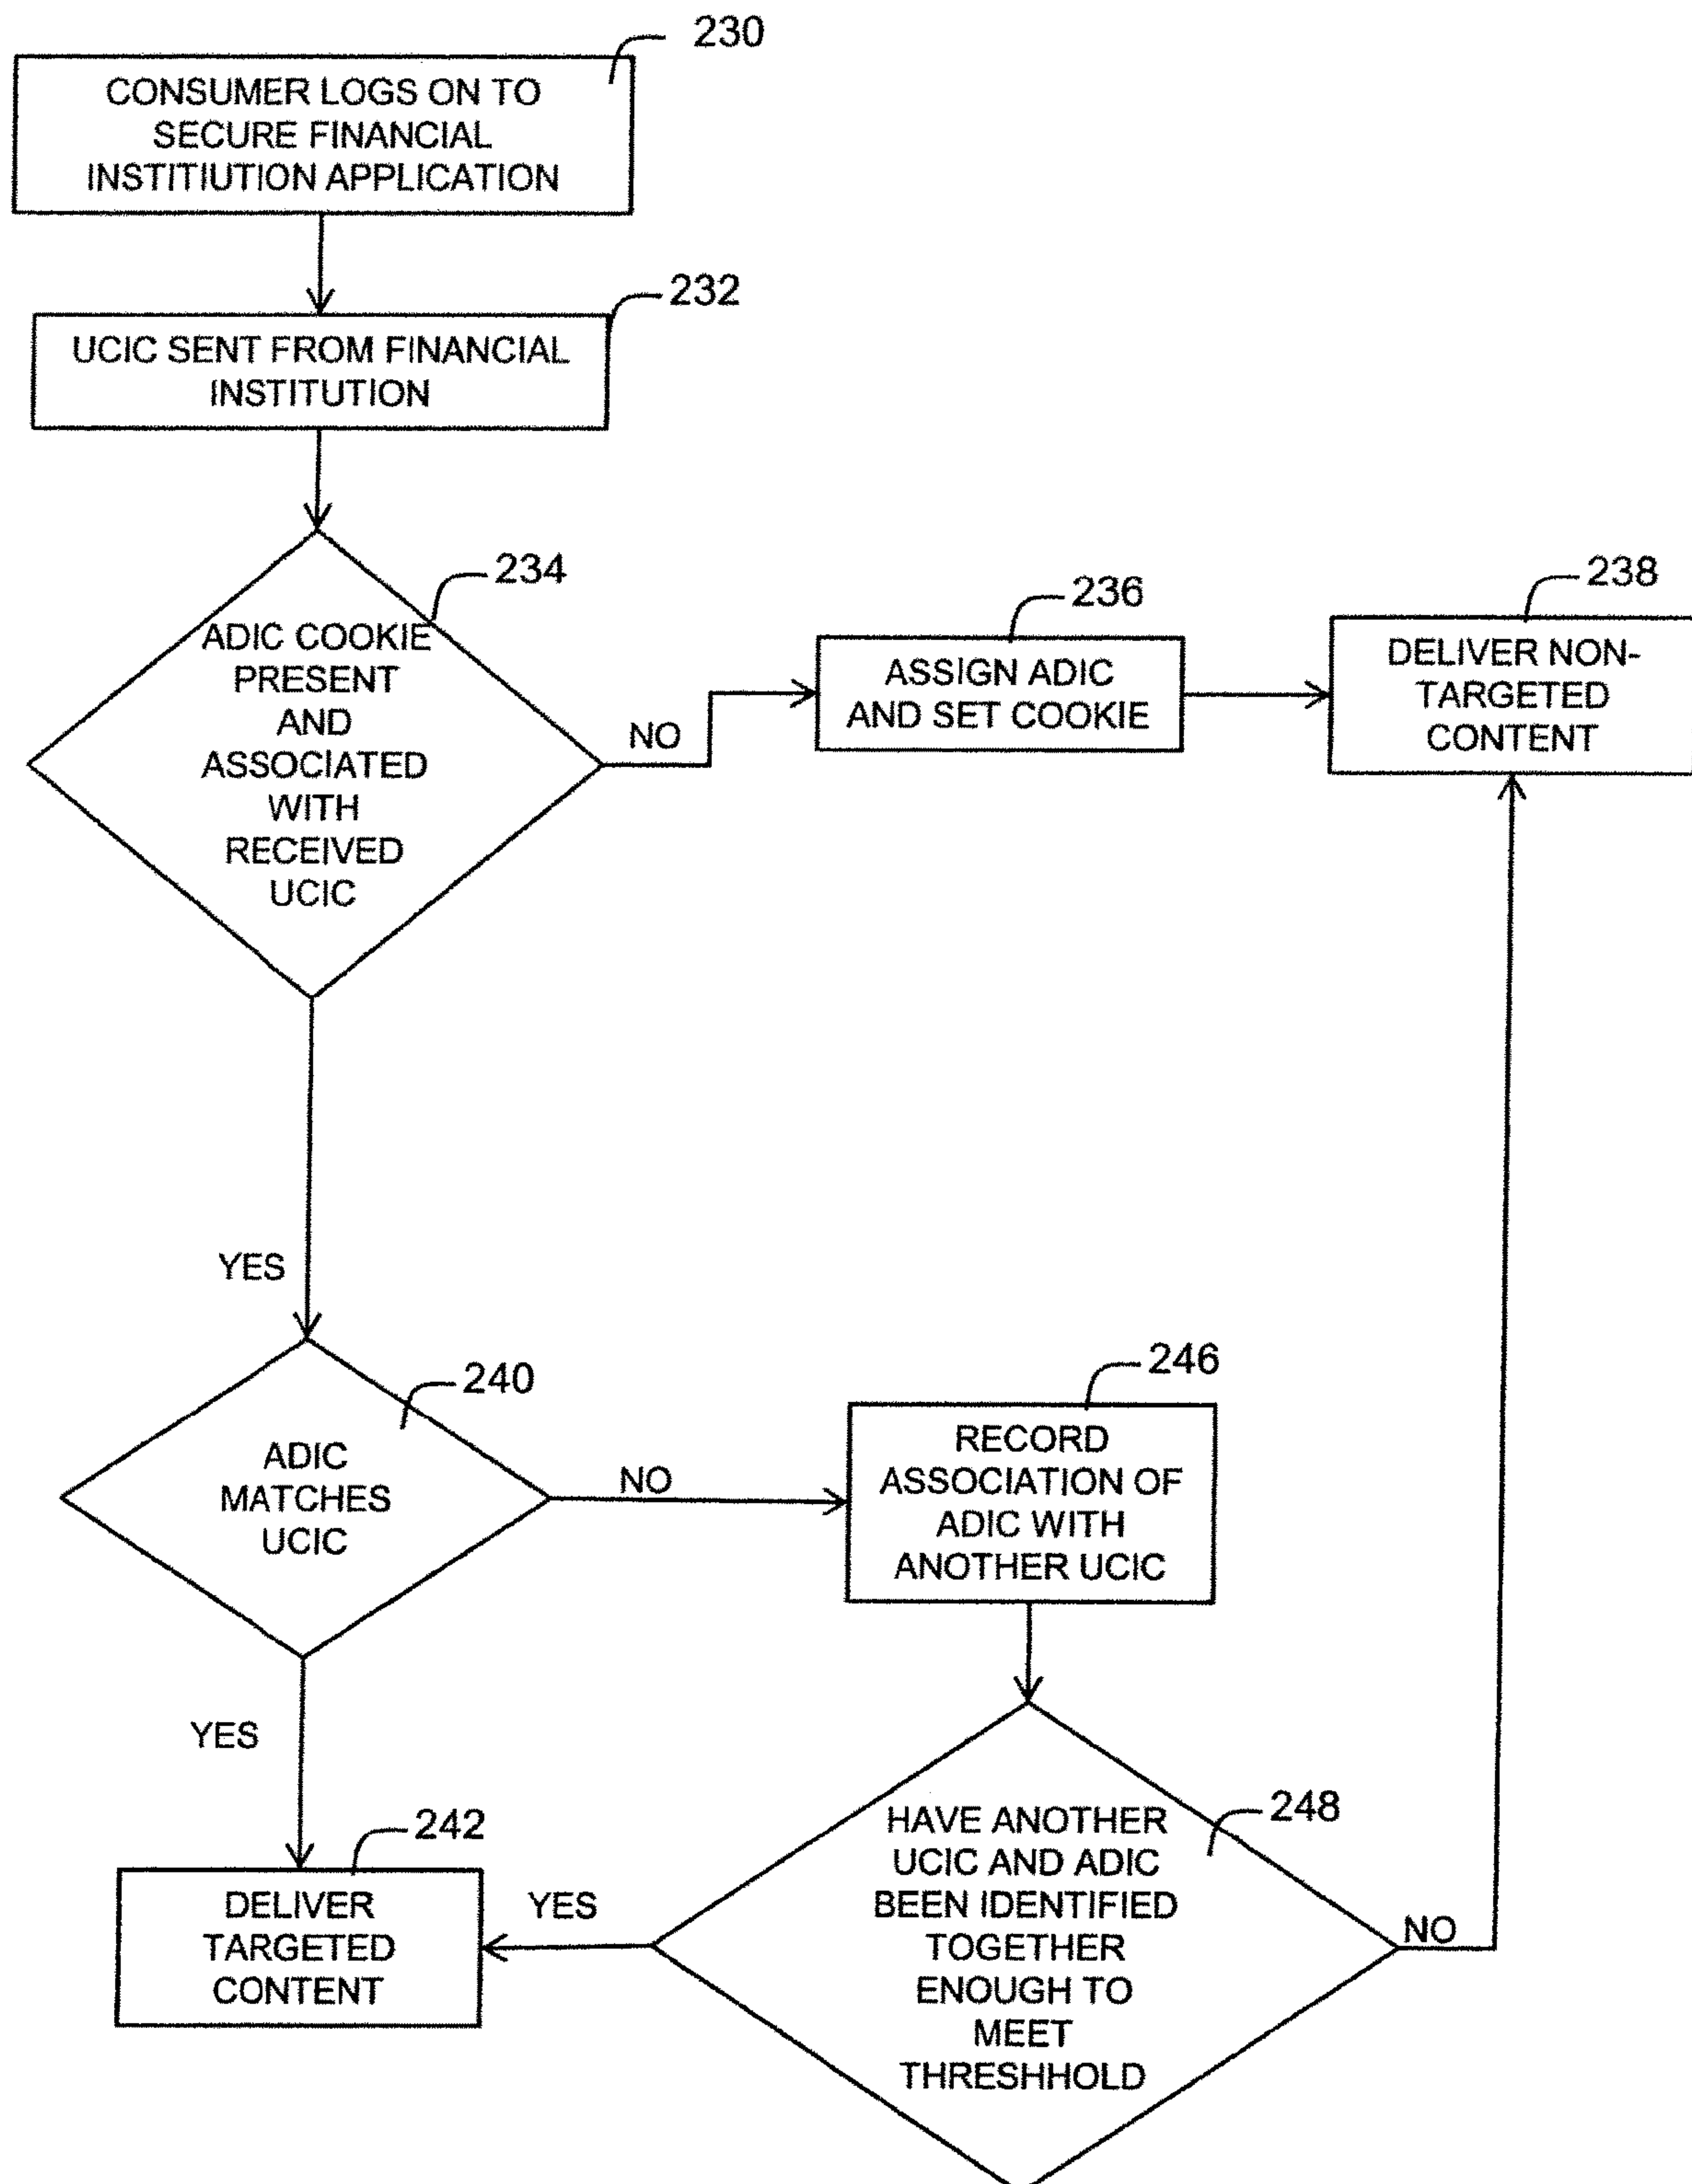 230
CONSUMER LOGS ON TO
SECURE FINANCIAL
INSTITIUTION APPLICATION
232
UCIC SENT FROM FINANCIAL
INSTITUTION
234
ADIC COOKIE
PRESENT
AND
ASSOCIATED
WITH
RECEIVED
UCIC
NO
236
ASSIGN ADIC
AND SET COOKIE
238
DELIVER NON-
TARGETED
CONTENT
YES
240
ADIC
MATCHES
UCIC
NO
246
RECORD
ASSOCIATION OF
ADIC WITH
ANOTHER UCIC
YES
242
DELIVER
TARGETED
CONTENT
YES
248
HAVE ANOTHER
UCIC AND ADIC
BEEN IDENTIFIED
TOGETHER
ENOUGH TO
MEET
THRESHHOLD
NO